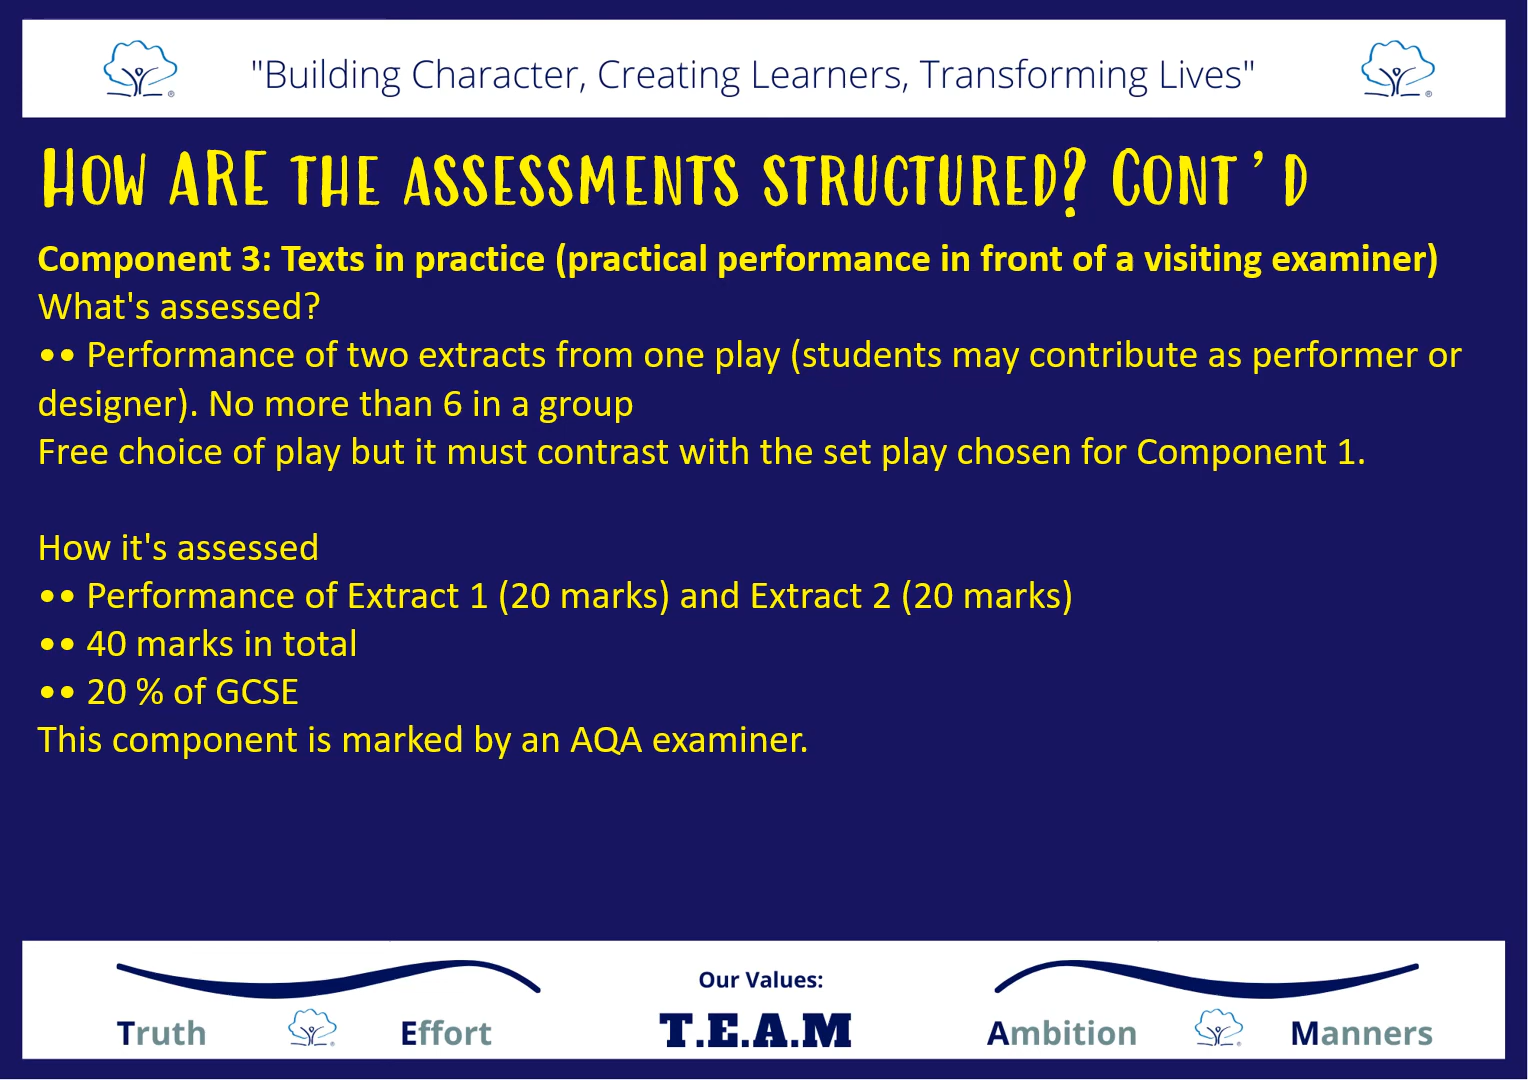 "Building Character, Creating Learners, Transforming Lives"
How are the assessments structured? Cont'd
Component 3: Texts in practice (practical performance in front of a visiting examiner)
What's assessed?
•• Performance of two extracts from one play (students may contribute as performer or
designer). No more than 6 in a group
Free choice of play but it must contrast with the set play chosen for Component 1.
How it's assessed
•• Performance of Extract 1 (20 marks) and Extract 2 (20 marks)
•• 40 marks in total
•• 20 % of GCSE
This component is marked by an AQA examiner.
Our Values:
Truth Effort T.E.A.M Ambition Manners